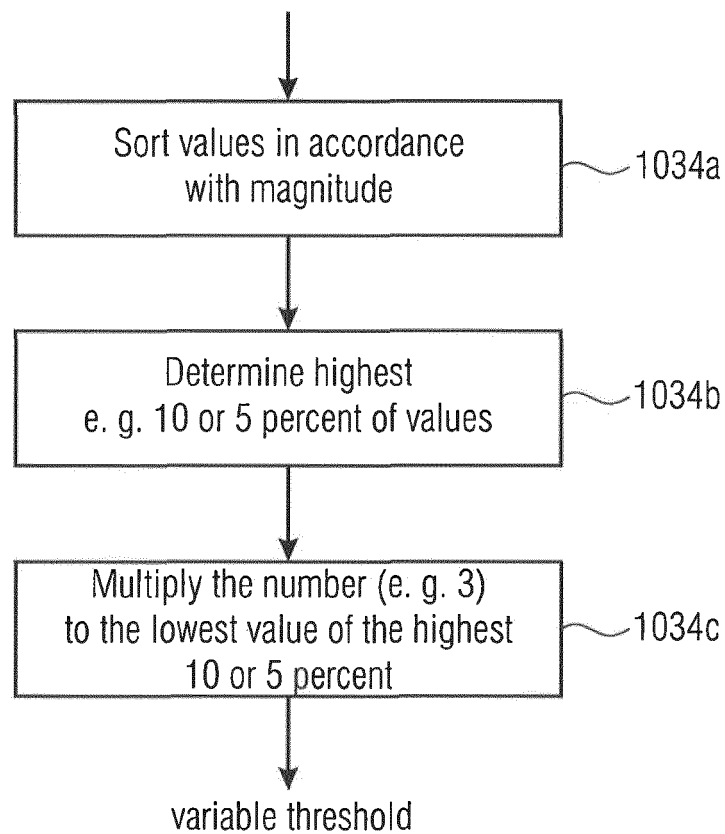 Sort values in accordance
with magnitude
1034a
Determine highest
e. g. 10 or 5 percent of values
1034b
Multiply the number (e. g. 3)
to the lowest value of the highest
10 or 5 percent
1034c
variable threshold